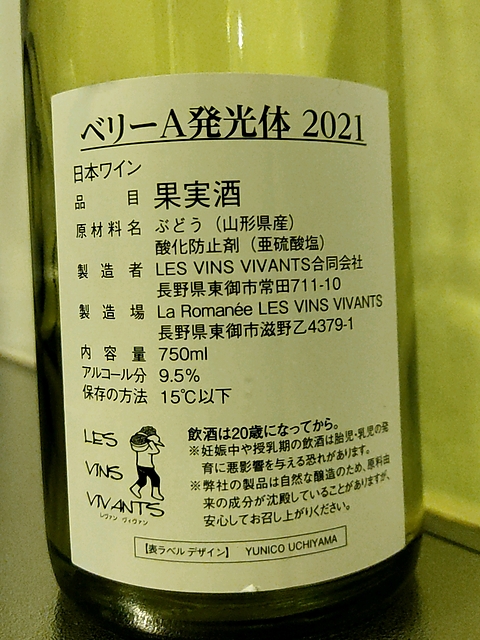 ベリーA発光体 2021
日本ワイン
品目 果実酒
原材料名 ぶどう（山形県産）
酸化防止剤（亜硫酸塩）
製造者 LES VINS VIVANTS合同会社
長野県東御市常田711-10
製造場 La Romanée LES VINS VIVANTS
長野県東御市滋野乙4379-1
内容量 750ml
アルコール分 9.5%
保存の方法 15℃以下
LES
VINS
VIVANTS
レヴァン ヴィヴァン
飲酒は20歳になってから。
※妊娠中や授乳期の飲酒は胎児・乳児の発
育に悪影響を与える恐れがあります。
※弊社の製品は自然な醸造のため、原料由
来の成分が沈殿していることがありますが、
安心してお召し上がりください。
【表ラベル デザイン】 YUNICO UCHIYAMA